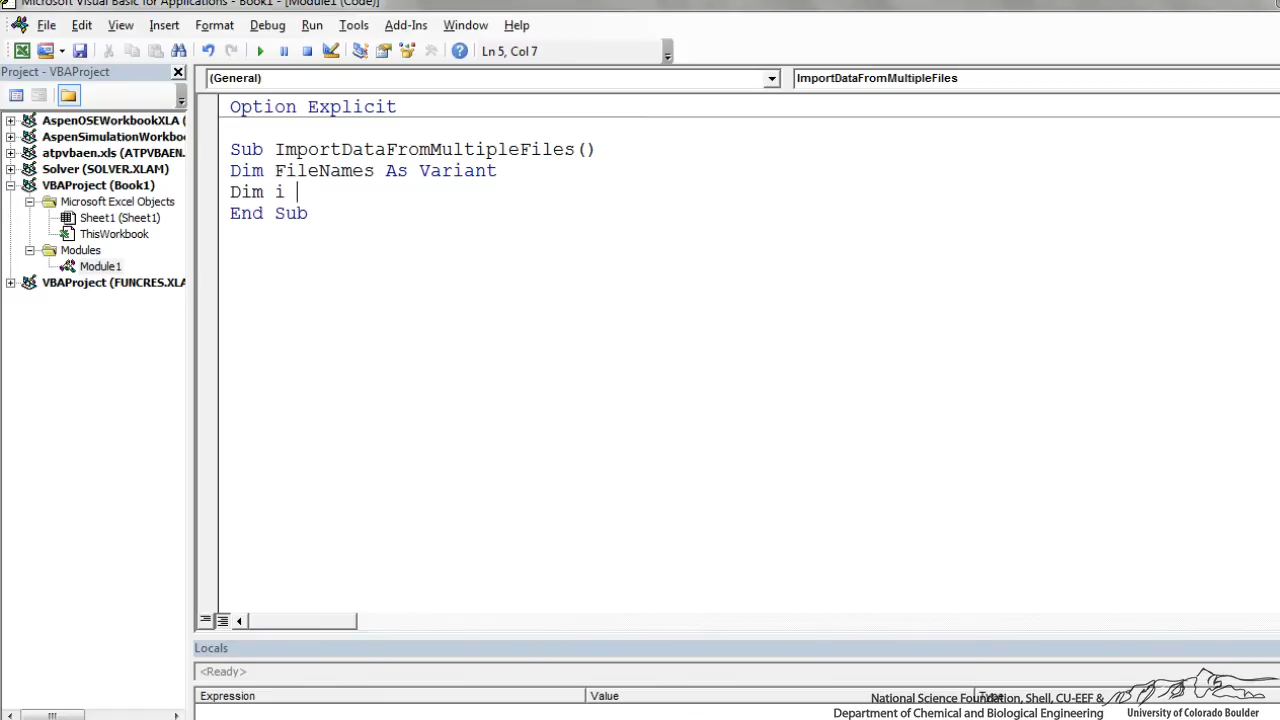 Microsoft Visual Basic for Applications - Book1 - [Module1 (Code)]
File Edit View Insert Format Debug Run Tools Add-Ins Window Help
Ln 5, Col 7
Project - VBAProject
(General)
ImportDataFromMultipleFiles
AspenOSEWorkbookXLA (
AspenSimulationWorkbo
atpvbaen.xls (ATPVBAEN.
Solver (SOLVER.XLAM)
VBAProject (Book1)
Microsoft Excel Objects
Sheet1 (Sheet1)
ThisWorkbook
Modules
Module1
VBAProject (FUNCRES.XLA
Option Explicit
Sub ImportDataFromMultipleFiles()
Dim FileNames As Variant
Dim i
End Sub
Locals
<Ready>
Expression Value Type
National Science Foundation, Shell, CU-EEF &
Department of Chemical and Biological Engineering
University of Colorado Boulder